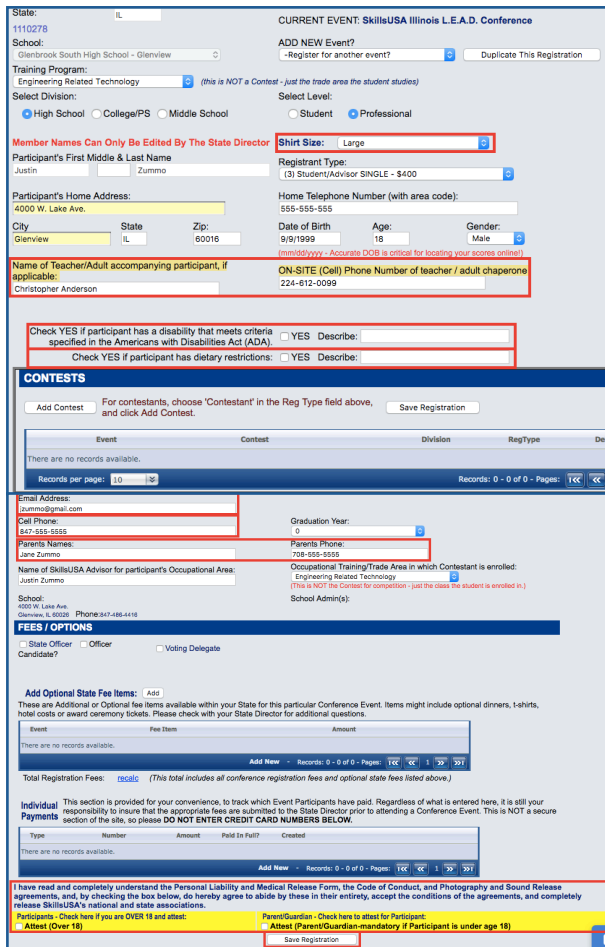 State:
IL
1110278
CURRENT EVENT: SkillsUSA Illinois L.E.A.D. Conference
School:
Glenbrook South High School - Glenview
ADD NEW Event?
-Register for another event?
Duplicate This Registration
Training Program:
Engineering Related Technology
(this is NOT a Contest - just the trade area the student studies)
Select Division:
Select Level:
High School College/PS Middle School
Student Professional
Member Names Can Only Be Edited By The State Director
Shirt Size: Large
Participant's First Middle & Last Name
Justin Zummo
Registrant Type:
(3) Student/Advisor SINGLE - $400
Participant's Home Address:
4000 W. Lake Ave.
Home Telephone Number (with area code):
555-555-555
City State Zip:
Glenview IL 60016
Date of Birth Age: Gender:
9/9/1999 18 Male
(mm/dd/yyyy - Accurate DOB is critical for locating your scores online!)
Name of Teacher/Adult accompanying participant, if
applicable:
Christopher Anderson
ON-SITE (Cell) Phone Number of teacher / adult chaperone
224-612-0099
Check YES if participant has a disability that meets criteria
specified in the Americans with Disabilities Act (ADA).
YES Describe:
Check YES if participant has dietary restrictions: YES Describe:
CONTESTS
Add Contest
For contestants, choose 'Contestant' in the Reg Type field above,
and click Add Contest.
Save Registration
Event Contest Division RegType De
There are no records available.
Records per page: 10
Records: 0 - 0 of 0 - Pages:
Email Address:
jzummo@gmail.com
Cell Phone:
847-555-5555
Graduation Year:
0
Parents Names:
Jane Zummo
Parents Phone:
708-555-5555
Name of SkillsUSA Advisor for participant's Occupational Area:
Justin Zummo
Occupational Training/Trade Area in which Contestant is enrolled:
Engineering Related Technology
(This is NOT the Contest for competition - just the class the student is enrolled in.)
School:
4000 W. Lake Ave.
Glenview, IL 60026 Phone:847-486-4416
School Admin(s):
FEES / OPTIONS
State Officer Officer
Candidate?
Voting Delegate
Add Optional State Fee Items: Add
These are Additional or Optional fee items available within your State for this particular Conference Event. Items might include optional dinners, t-shirts,
hotel costs or award ceremony tickets. Please check with your State Director for additional questions.
Event Fee Item Amount
There are no records available.
Add New - Records: 0 - 0 of 0 - Pages: 1
Total Registration Fees: recalc (This total includes all conference registration fees and optional state fees listed above.)
Individual
Payments
This section is provided for your convenience, to track which Event Participants have paid. Regardless of what is entered here, it is still your
responsibility to insure that the appropriate fees are submitted to the State Director prior to attending a Conference Event. This is NOT a secure
section of the site, so please DO NOT ENTER CREDIT CARD NUMBERS BELOW.
Type Number Amount Paid In Full? Created
There are no records available.
Add New - Records: 0 - 0 of 0 - Pages: 1
I have read and completely understand the Personal Liability and Medical Release Form, the Code of Conduct, and Photography and Sound Release
agreements, and, by checking the box below, do hereby agree to abide by these in their entirety, accept the conditions of the agreements, and completely
release SkillsUSA's national and state associations.
Participants - Check here if you are OVER 18 and attest:
Attest (Over 18)
Parent/Guardian - Check here to attest for Participant:
Attest (Parent/Guardian-mandatory if Participant is under age 18)
Save Registration